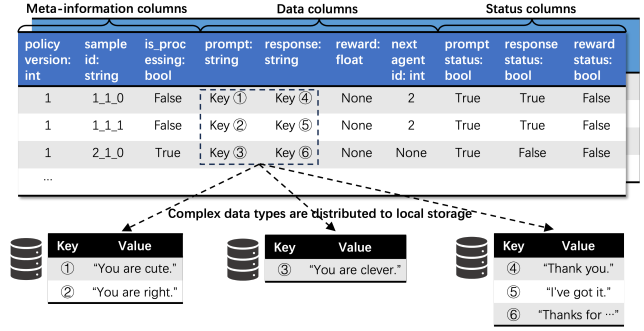 Meta-information columns Data columns Status columns
policy version: int sample id: string is_processing: bool prompt: string response: string reward: float next agent id: int prompt status: bool response status: bool reward status: bool
1 1_1_0 False Key ① Key ④ None 2 True True False
1 1_1_1 False Key ② Key ⑤ None 2 True True False
1 2_1_0 True Key ③ Key ⑥ None None True False False
...
Complex data types are distributed to local storage
Key Value
① “You are cute.”
② “You are right.”
Key Value
③ “You are clever.”
Key Value
④ “Thank you.”
⑤ “I've got it.”
⑥ “Thanks for ···”